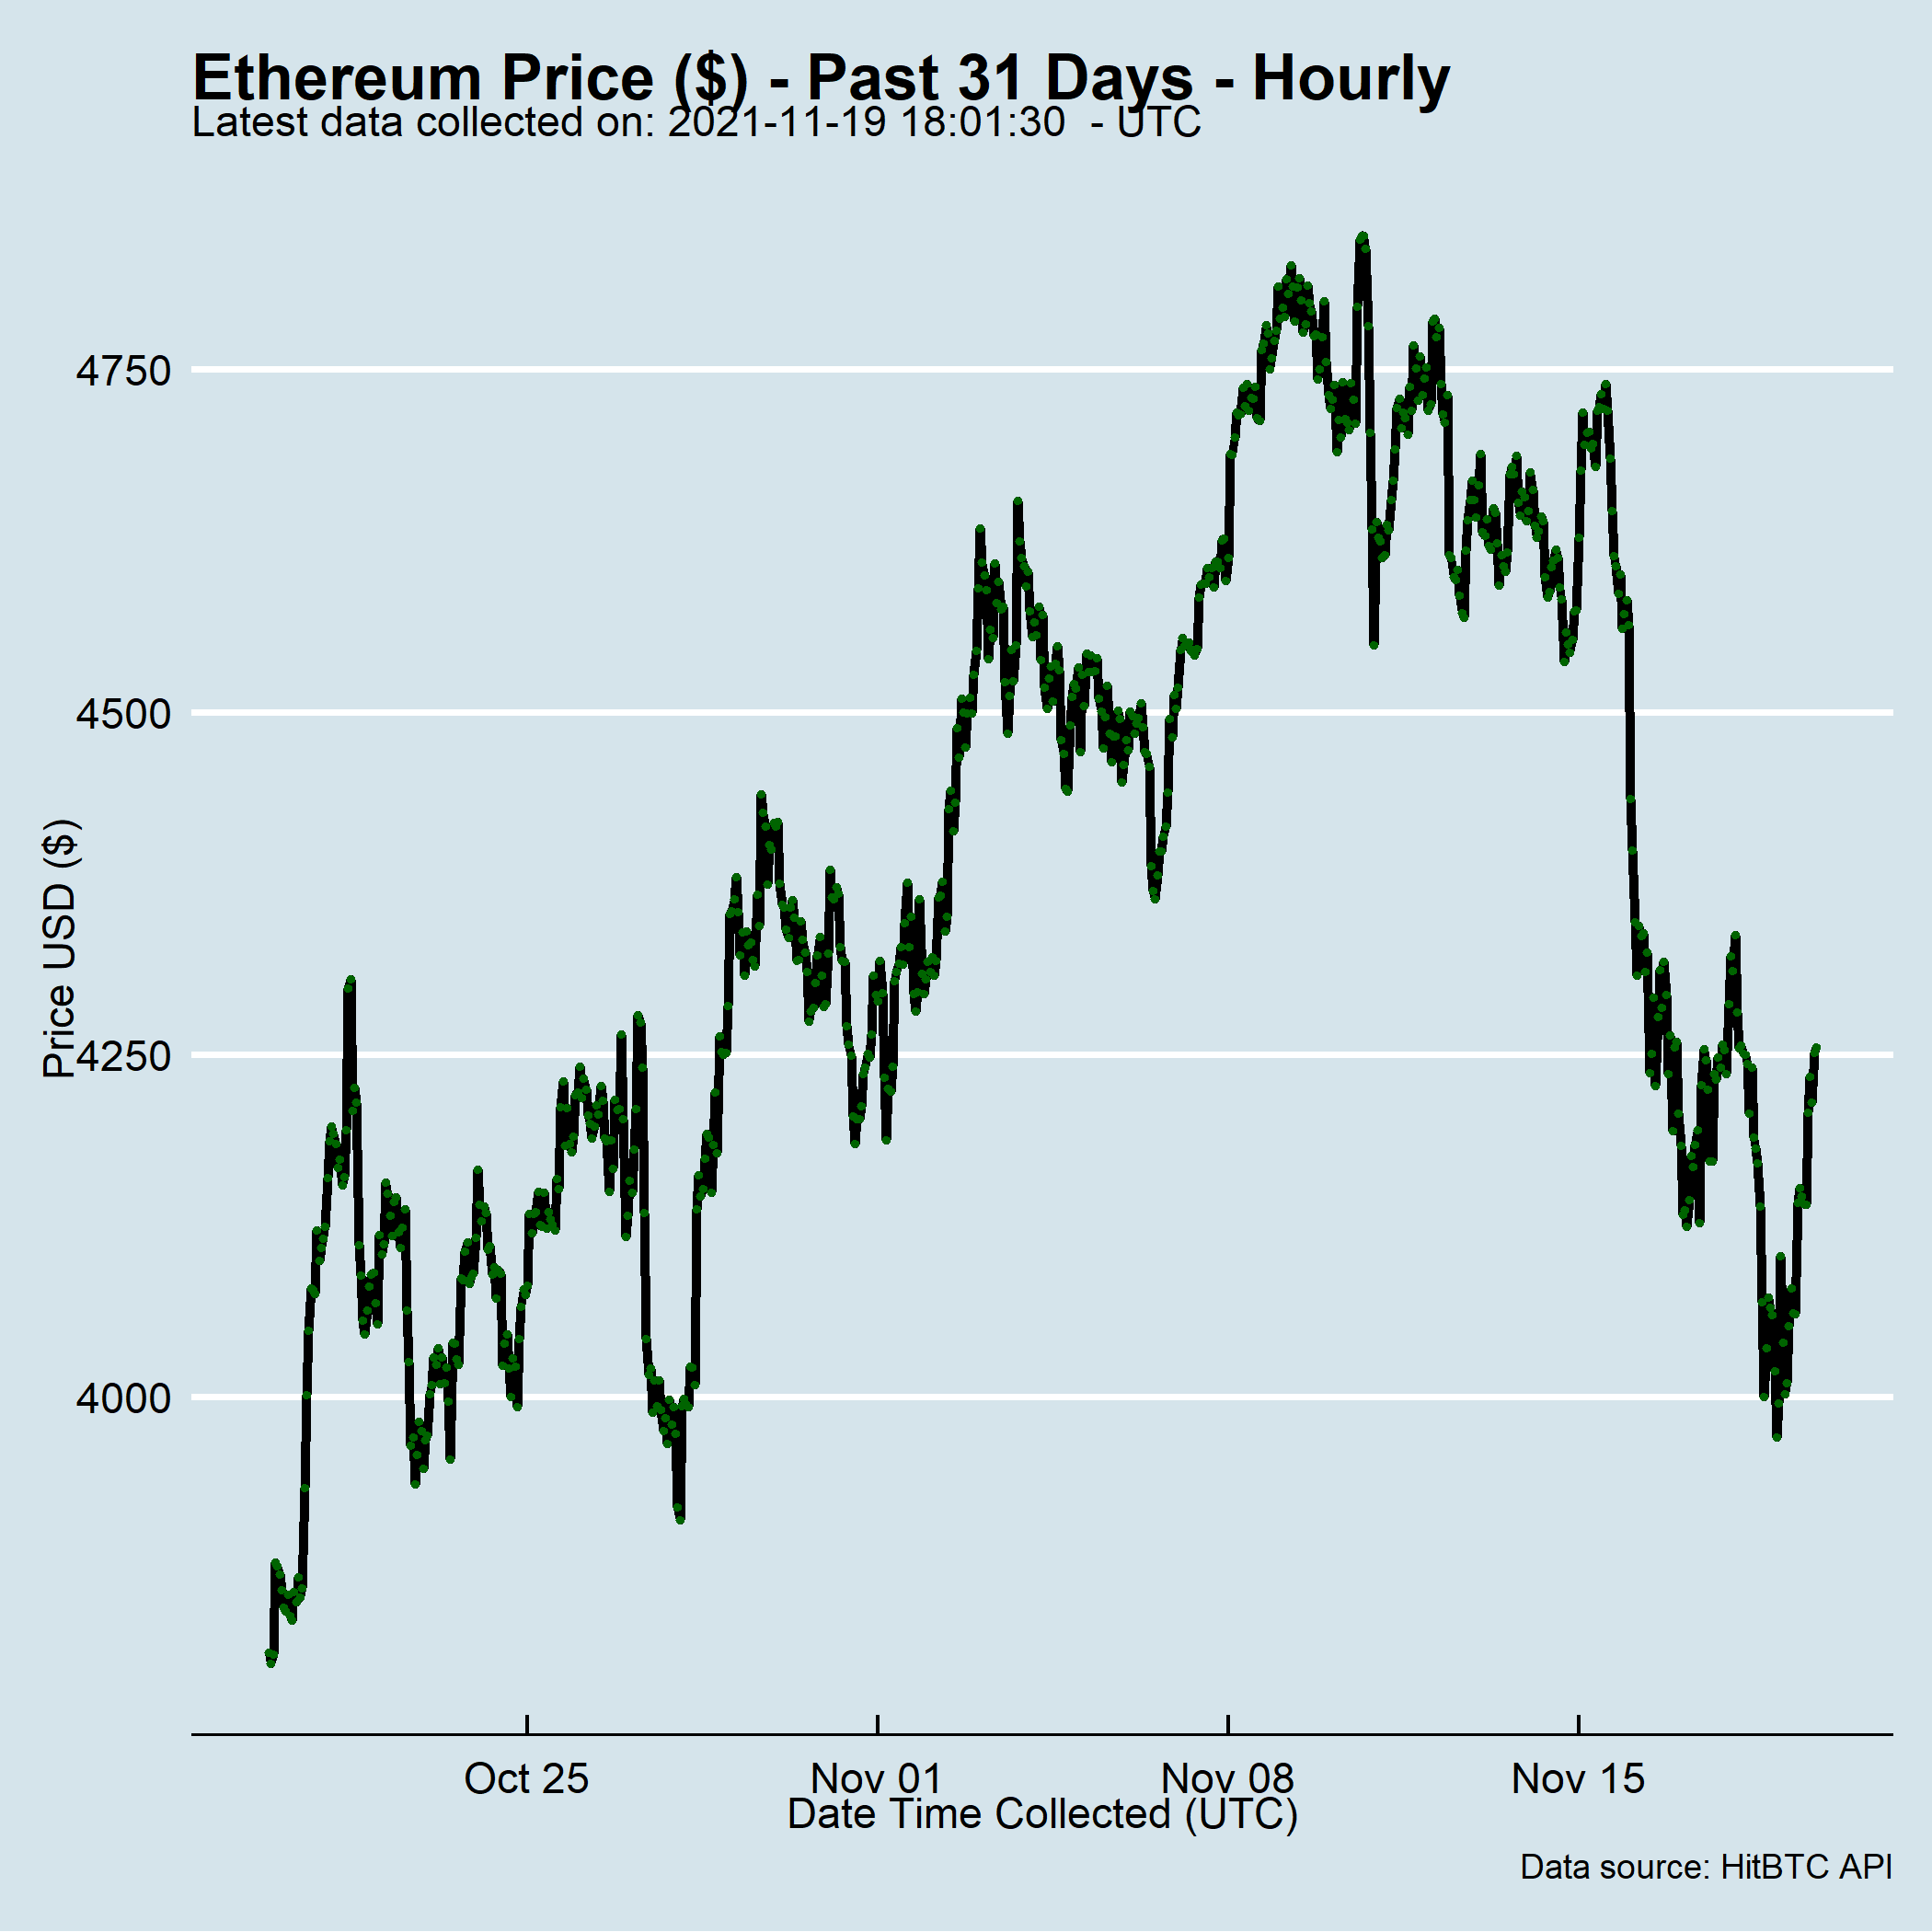 Ethereum Price ($) - Past 31 Days - Hourly
Latest data collected on: 2021-11-19 18:01:30  - UTC
Price USD ($)
4750
4500
4250
4000
Oct 25
Nov 01
Nov 08
Nov 15
Date Time Collected (UTC)
Data source: HitBTC API